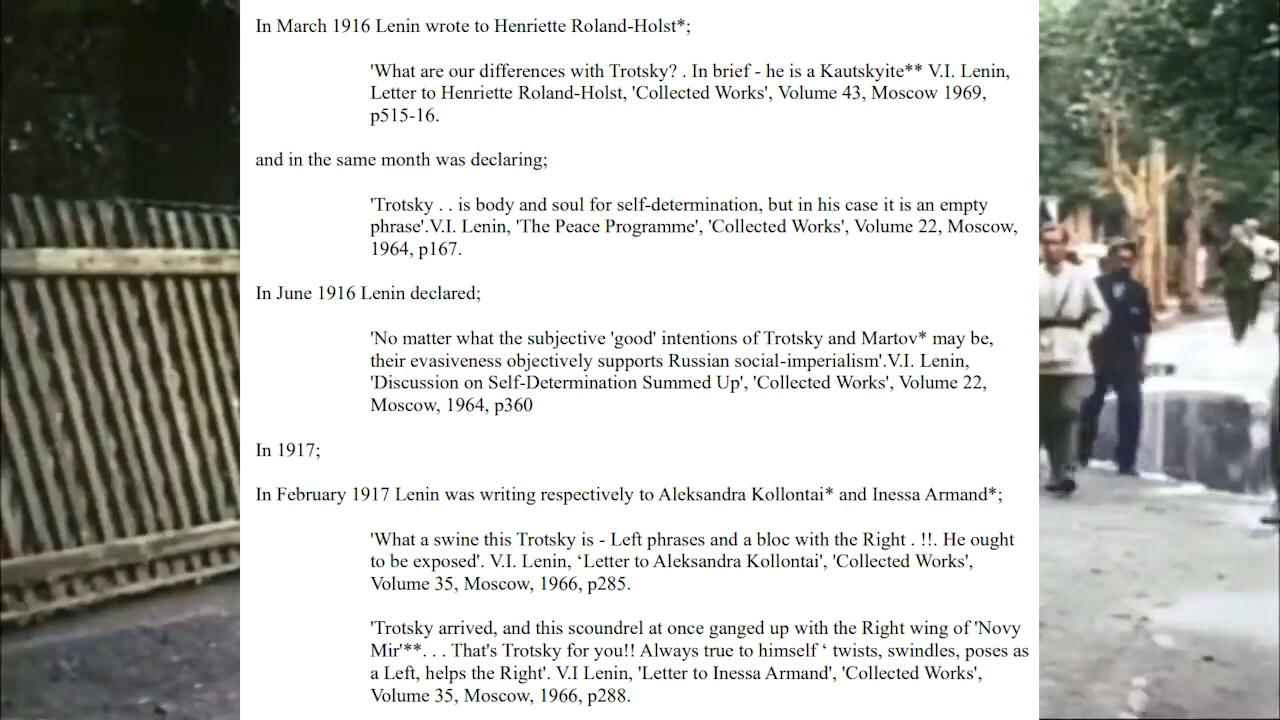 In March 1916 Lenin wrote to Henriette Roland-Holst*;
'What are our differences with Trotsky? . In brief - he is a Kautskyite** V.I. Lenin,
Letter to Henriette Roland-Holst, 'Collected Works', Volume 43, Moscow 1969,
p515-16.
and in the same month was declaring;
'Trotsky . . is body and soul for self-determination, but in his case it is an empty
phrase'.V.I. Lenin, 'The Peace Programme', 'Collected Works', Volume 22, Moscow,
1964, p167.
In June 1916 Lenin declared;
'No matter what the subjective 'good' intentions of Trotsky and Martov* may be,
their evasiveness objectively supports Russian social-imperialism'.V.I. Lenin,
'Discussion on Self-Determination Summed Up', 'Collected Works', Volume 22,
Moscow, 1964, p360
In 1917;
In February 1917 Lenin was writing respectively to Aleksandra Kollontai* and Inessa Armand*;
'What a swine this Trotsky is - Left phrases and a bloc with the Right . !!. He ought
to be exposed'. V.I. Lenin, ‘Letter to Aleksandra Kollontai', 'Collected Works',
Volume 35, Moscow, 1966, p285.
'Trotsky arrived, and this scoundrel at once ganged up with the Right wing of 'Novy
Mir'**. . . That's Trotsky for you!! Always true to himself ‘ twists, swindles, poses as
a Left, helps the Right'. V.I Lenin, 'Letter to Inessa Armand', 'Collected Works',
Volume 35, Moscow, 1966, p288.